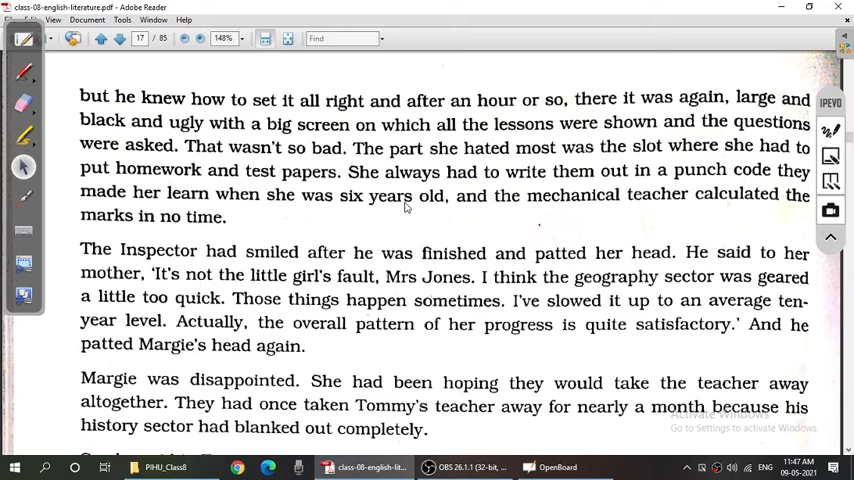 class-08-english-literature.pdf - Adobe Reader
View Document Tools Window Help
17 / 85 148% Find
but he knew how to set it all right and after an hour or so, there it was again, large and
black and ugly with a big screen on which all the lessons were shown and the questions
were asked. That wasn't so bad. The part she hated most was the slot where she had to
put homework and test papers. She always had to write them out in a punch code they
made her learn when she was six years old, and the mechanical teacher calculated the
marks in no time.
The Inspector had smiled after he was finished and patted her head. He said to her
mother, 'It's not the little girl's fault, Mrs Jones. I think the geography sector was geared
a little too quick. Those things happen sometimes. I've slowed it up to an average ten-
year level. Actually, the overall pattern of her progress is quite satisfactory.' And he
patted Margie's head again.
Margie was disappointed. She had been hoping they would take the teacher away
altogether. They had once taken Tommy's teacher away for nearly a month because his
history sector had blanked out completely.
IPEVO
Activate Windows
Go to Settings to activate Windows.
PIHU_Class8 class-08-english-lit... OBS 26.1.1 (32-bit, ... OpenBoard ENG 11:47 AM
09-05-2021